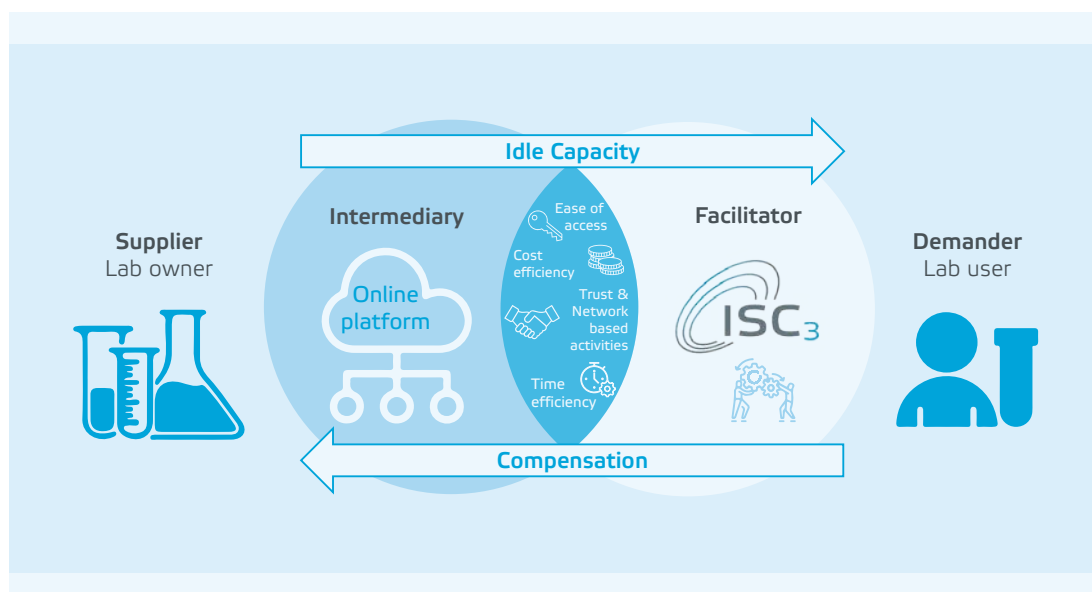 Idle Capacity
Supplier
Lab owner
Intermediary
Online
platform
Ease of
access
Cost
efficiency
Trust &
Network
based
activities
Time
efficiency
Facilitator
ISC3
Demander
Lab user
Compensation